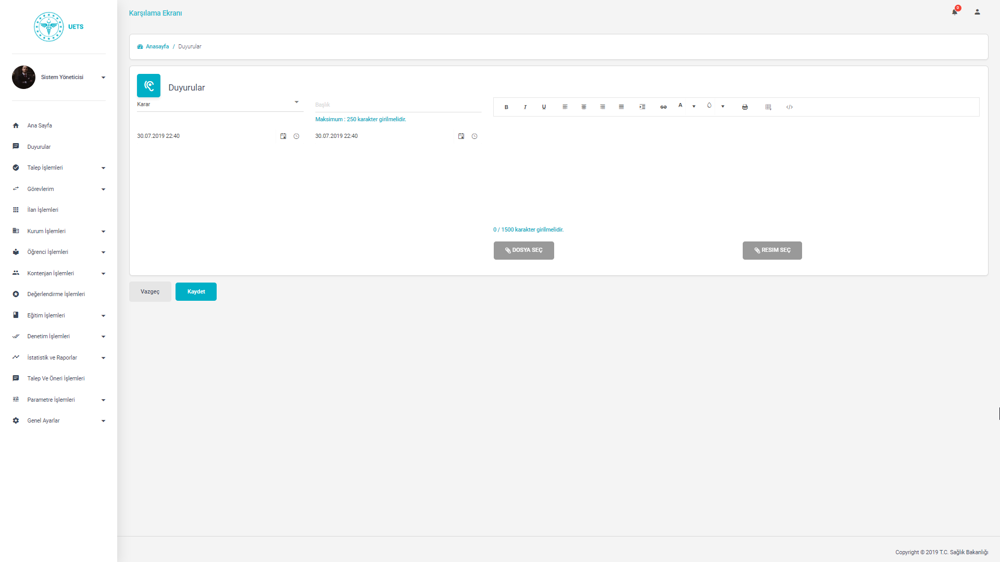 UETS
Sistem Yöneticisi
Ana Sayfa
Duyurular
Talep İşlemleri
Görevlerim
İlan İşlemleri
Kurum İşlemleri
Öğrenci İşlemleri
Kontenjan İşlemleri
Değerlendirme İşlemleri
Eğitim İşlemleri
Denetim İşlemleri
İstatistik ve Raporlar
Talep Ve Öneri İşlemleri
Parametre İşlemleri
Genel Ayarlar
Karşılama Ekranı
0
Anasayfa / Duyurular
Duyurular
Karar
Başlık
B I U A
Maksimum : 250 karakter girilmelidir.
30.07.2019 22:40
30.07.2019 22:40
0 / 1500 karakter girilmelidir.
DOSYA SEÇ
RESIM SEÇ
Vazgeç
Kaydet
Copyright © 2019 T.C. Sağlık Bakanlığı